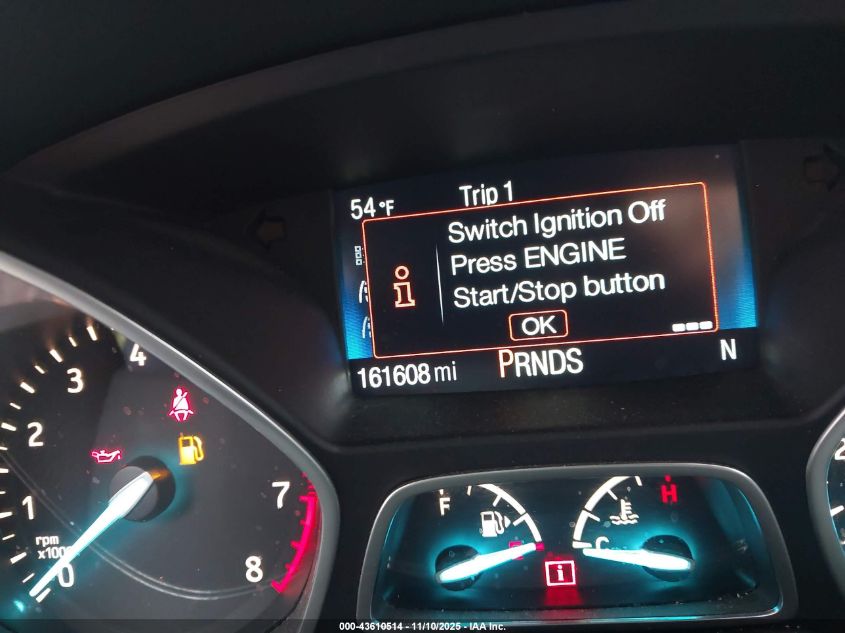 54 °F Trip 1
Switch Ignition Off
Press ENGINE
Start/Stop button
OK
161608 mi PRNDS N
4
3
2
1
0
7
8
rpm
F
H
C
000-43610514 - 11/10/2025 - IAA Inc.